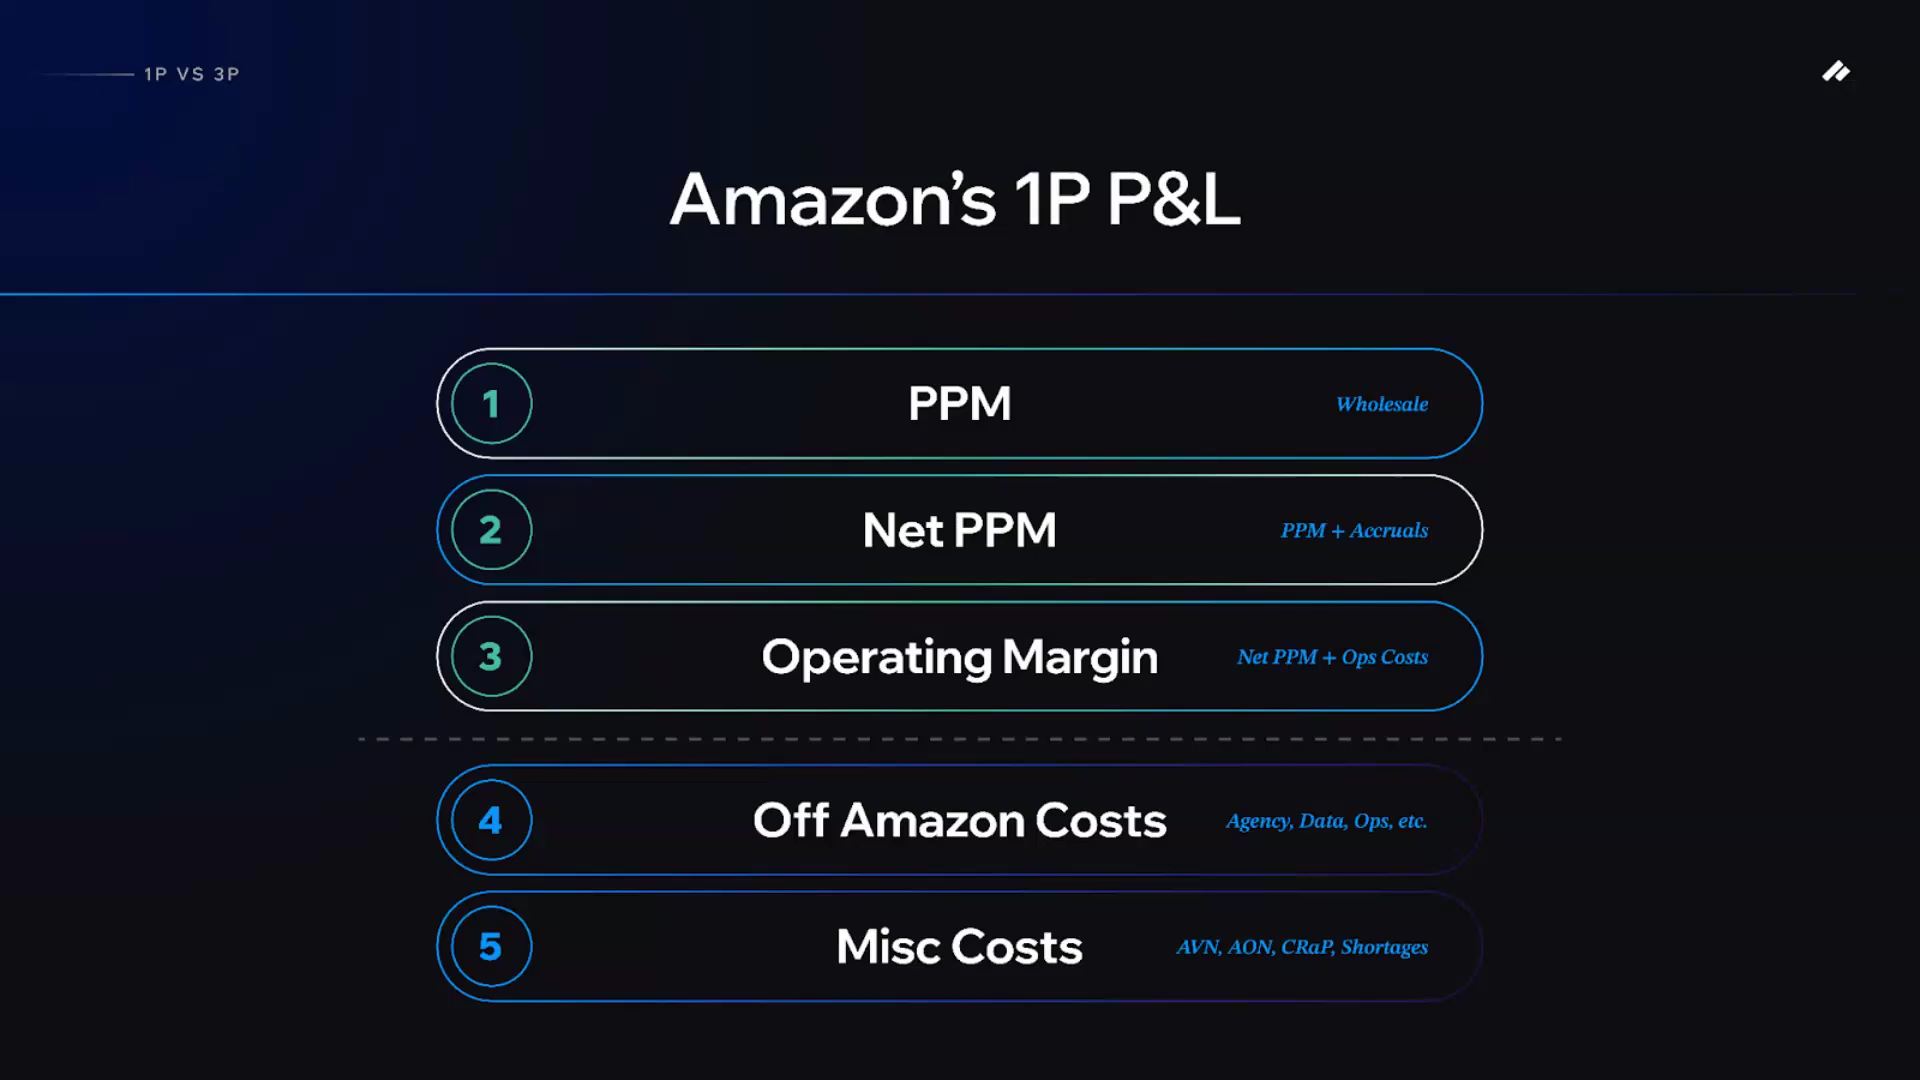 1P VS 3P
Amazon’s 1P P&L
1
PPM
Wholesale
2
Net PPM
PPM + Accruals
3
Operating Margin
Net PPM + Ops Costs
4
Off Amazon Costs
Agency, Data, Ops, etc.
5
Misc Costs
AVN, AON, CRaP, Shortages